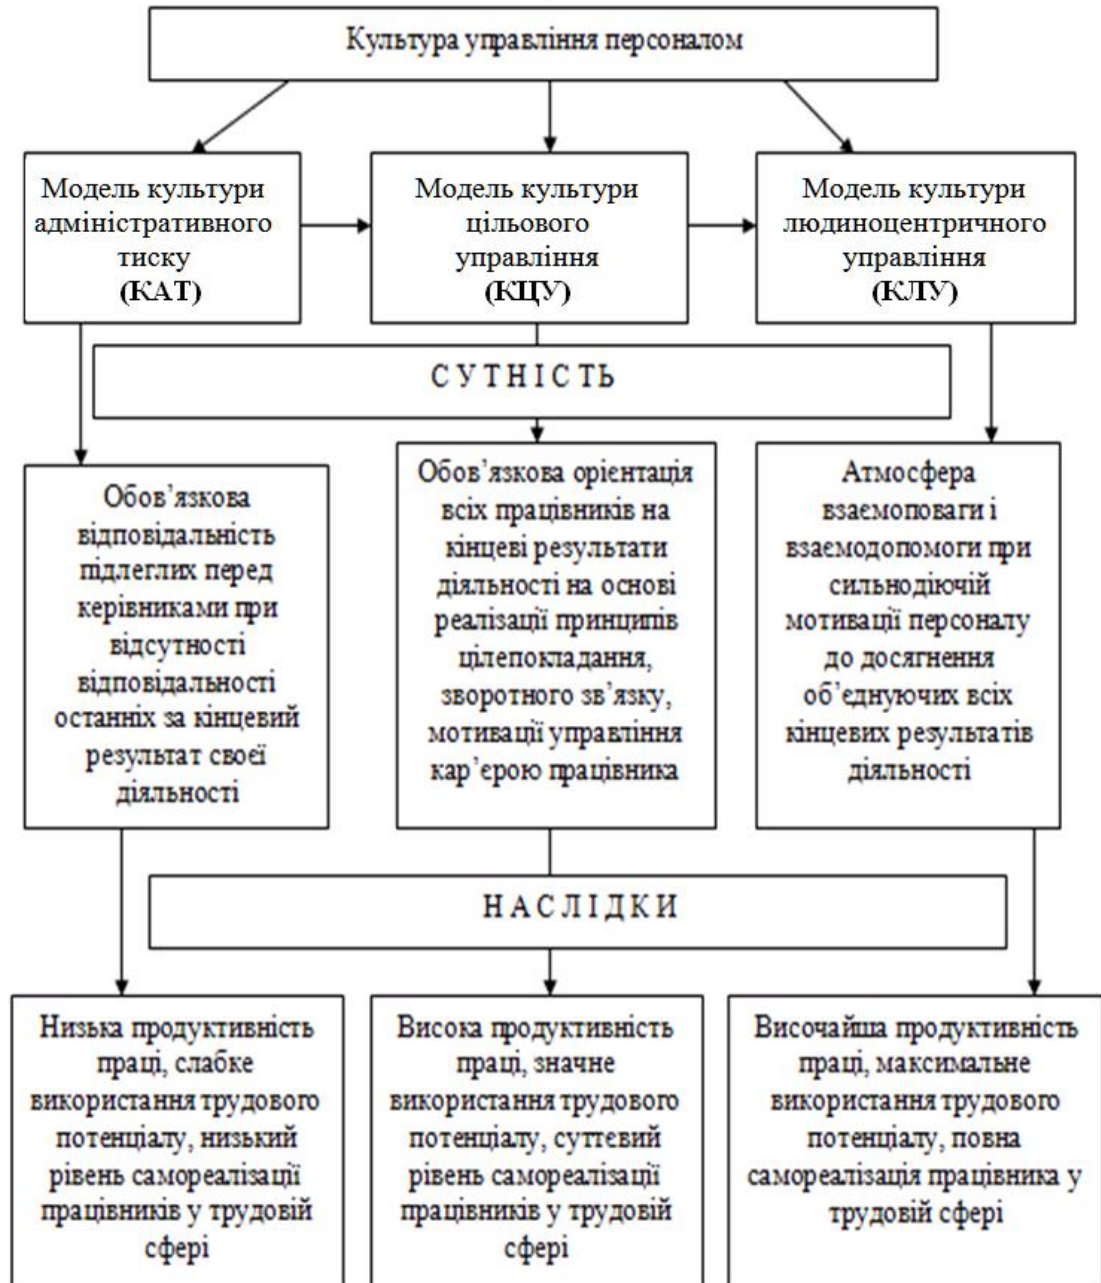 Культура управління персоналом
Модель культури
адміністративного
тиску
(КАТ)
Модель культури
цільового
управління
(КЦУ)
Модель культури
людиноцентричного
управління
(КЛУ)
С У Т Н І С Т Ь
Обов’язкова
відповідальність
підлеглих перед
керівниками при
відсутності
відповідальності
останніх за кінцевий
результат своєї
діяльності
Обов’язкова орієнтація
всіх працівників на
кінцеві результати
діяльності на основі
реалізації принципів
цілепокладання,
зворотного зв’язку,
мотивації управління
кар’єрою працівника
Атмосфера
взаємоповаги і
взаємодопомоги при
сильнодіючій
мотивації персоналу
до досягнення
об’єднуючих всіх
кінцевих результатів
діяльності
Н А С Л І Д К И
Низька продуктивність
праці, слабке
використання трудового
потенціалу, низький
рівень самореалізації
працівників у трудовій
сфері
Висока продуктивність
праці, значне
використання трудового
потенціалу, суттєвий
рівень самореалізації
працівників у трудовій
сфері
Височайша продуктивність
праці, максимальне
використання трудового
потенціалу, повна
самореалізація працівника у
трудовій сфері